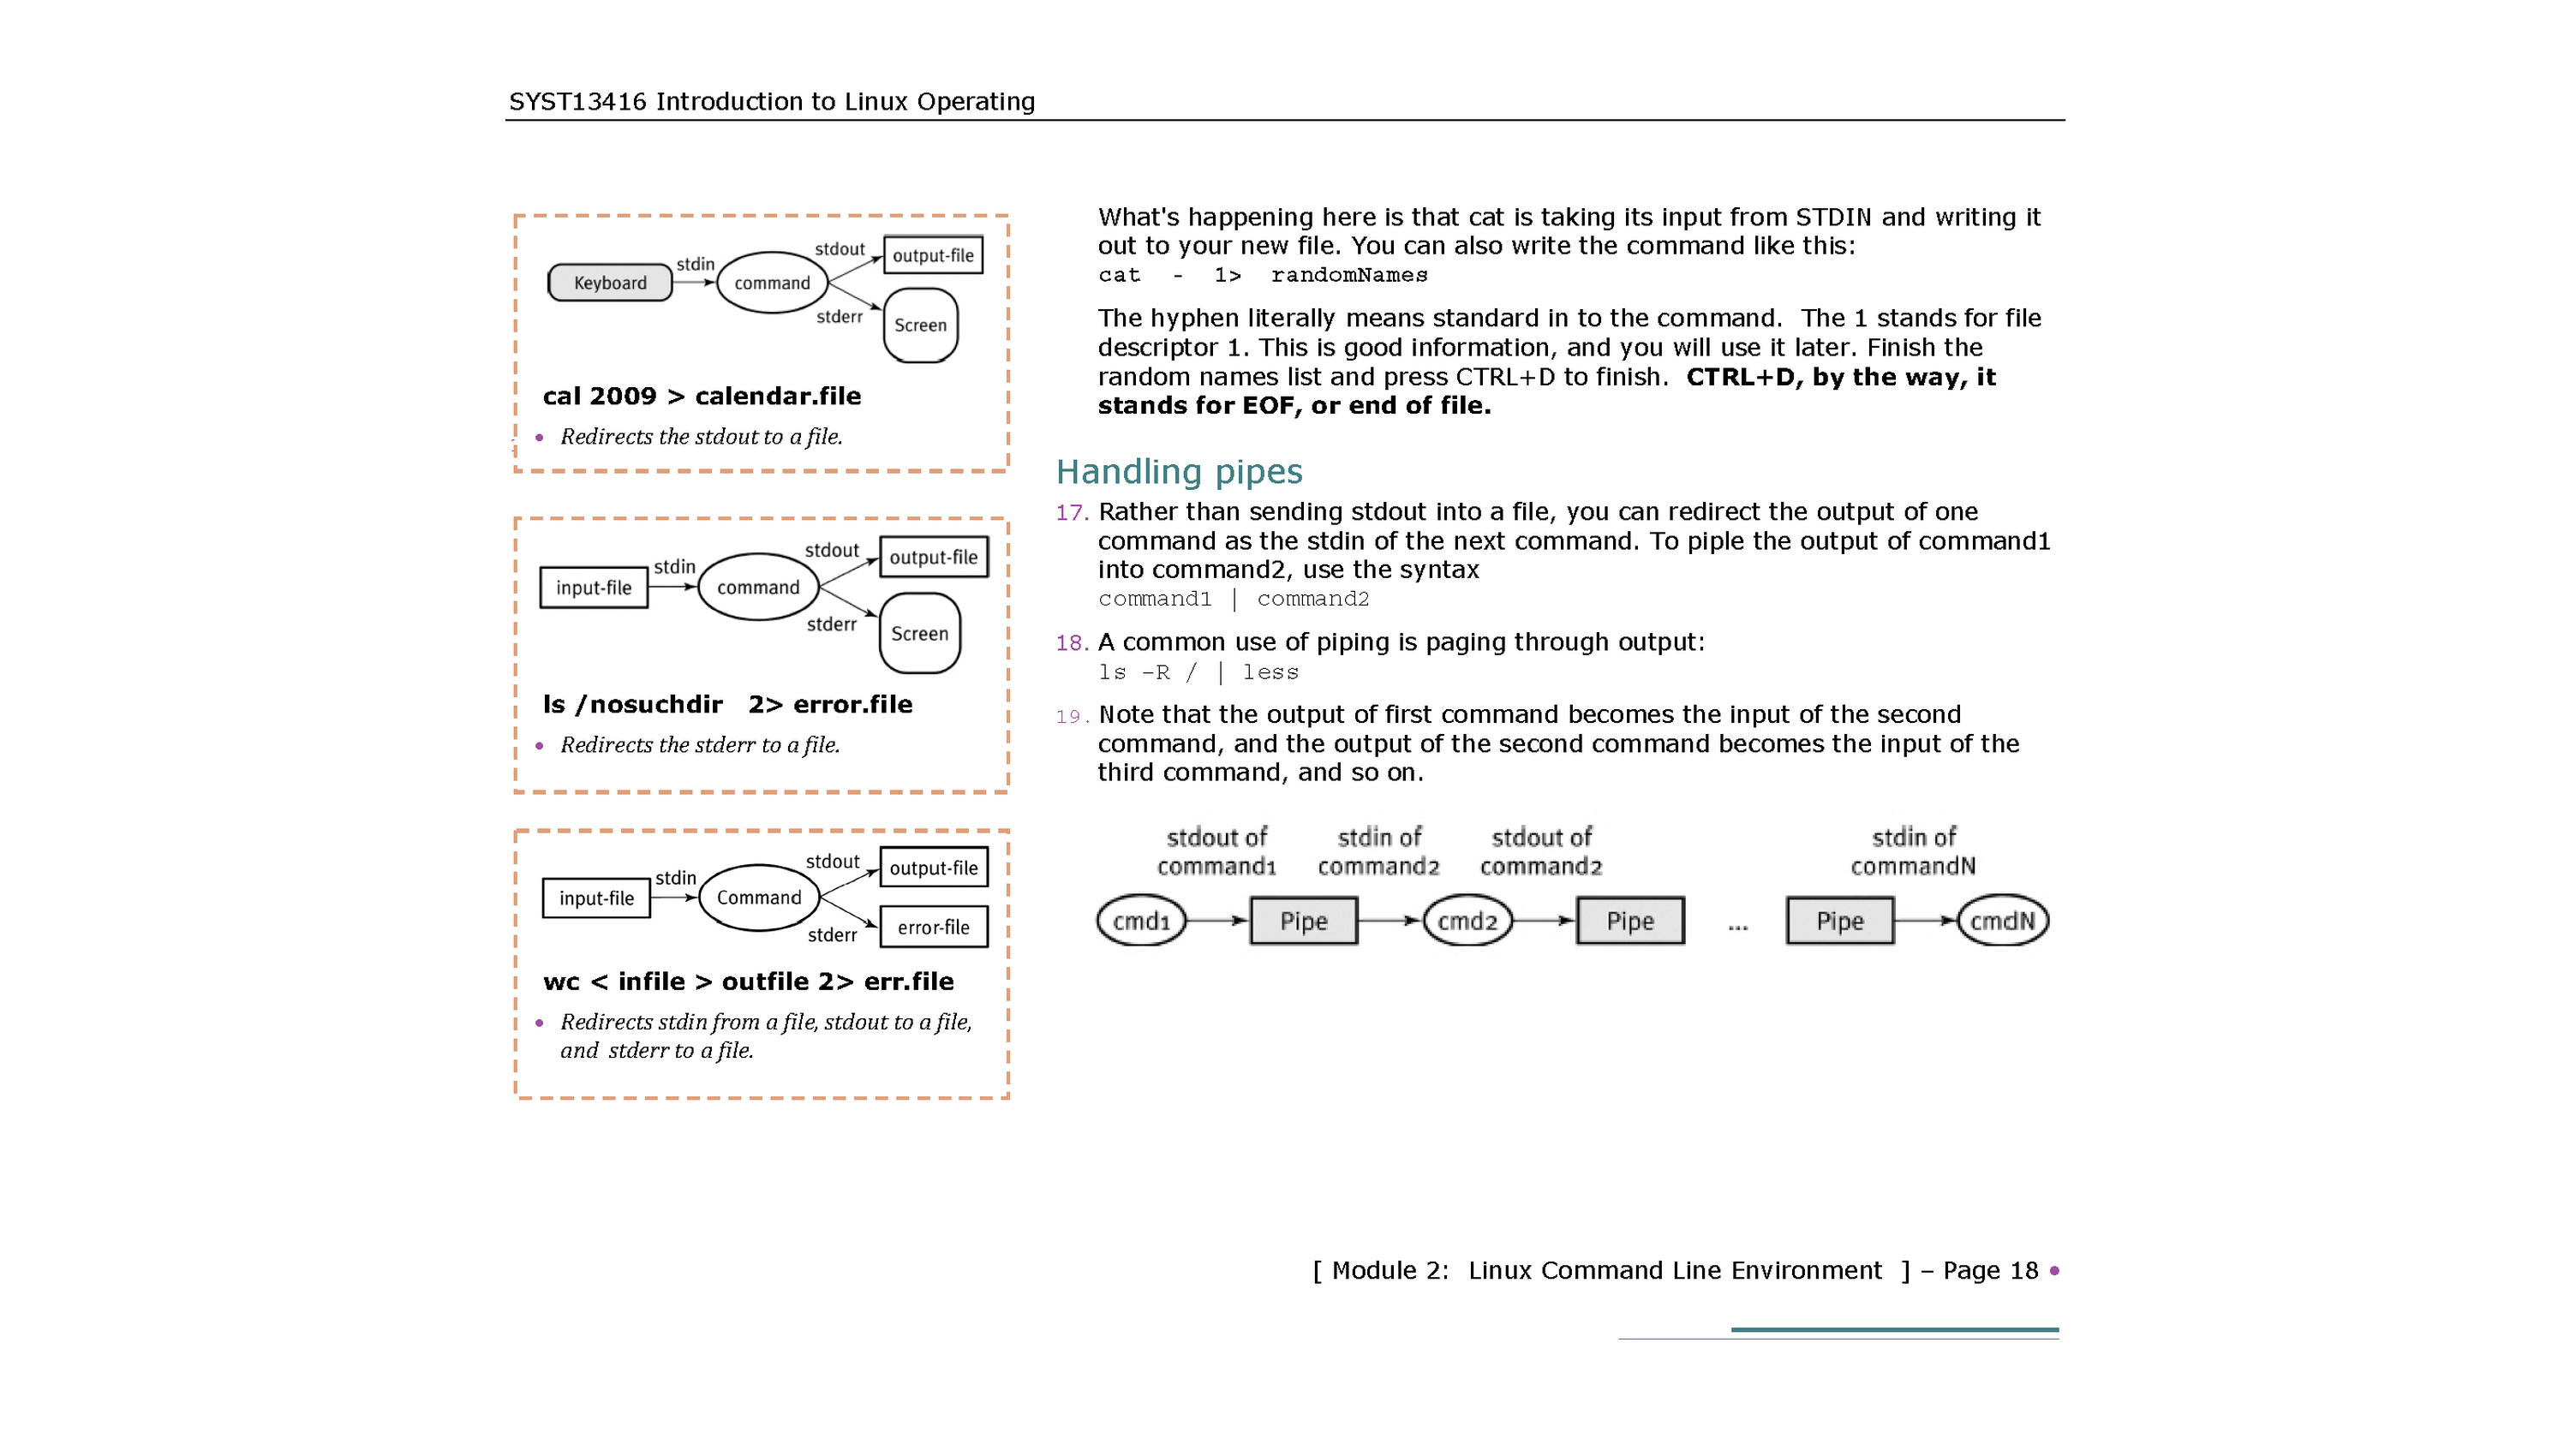 SYST13416 Introduction to Linux Operating
Keyboard
stdin
command
stdout
output-file
stderr
Screen
cal 2009 > calendar.file
• Redirects the stdout to a file.
input-file
stdin
command
stdout
output-file
stderr
Screen
ls /nosuchdir 2> error.file
• Redirects the stderr to a file.
input-file
stdin
Command
stdout
output-file
stderr
error-file
wc < infile > outfile 2> err.file
• Redirects stdin from a file, stdout to a file,
and stderr to a file.
What's happening here is that cat is taking its input from STDIN and writing it
out to your new file. You can also write the command like this:
cat - 1> randomNames
The hyphen literally means standard in to the command. The 1 stands for file
descriptor 1. This is good information, and you will use it later. Finish the
random names list and press CTRL+D to finish. CTRL+D, by the way, it
stands for EOF, or end of file.
Handling pipes
17. Rather than sending stdout into a file, you can redirect the output of one
command as the stdin of the next command. To piple the output of command1
into command2, use the syntax
command1 | command2
18. A common use of piping is paging through output:
ls -R / | less
19. Note that the output of first command becomes the input of the second
command, and the output of the second command becomes the input of the
third command, and so on.
stdout of stdin of stdout of stdin of
command1 command2 command2 commandN
cmd1 Pipe cmd2 Pipe ... Pipe cmdN
[ Module 2: Linux Command Line Environment ] – Page 18 •